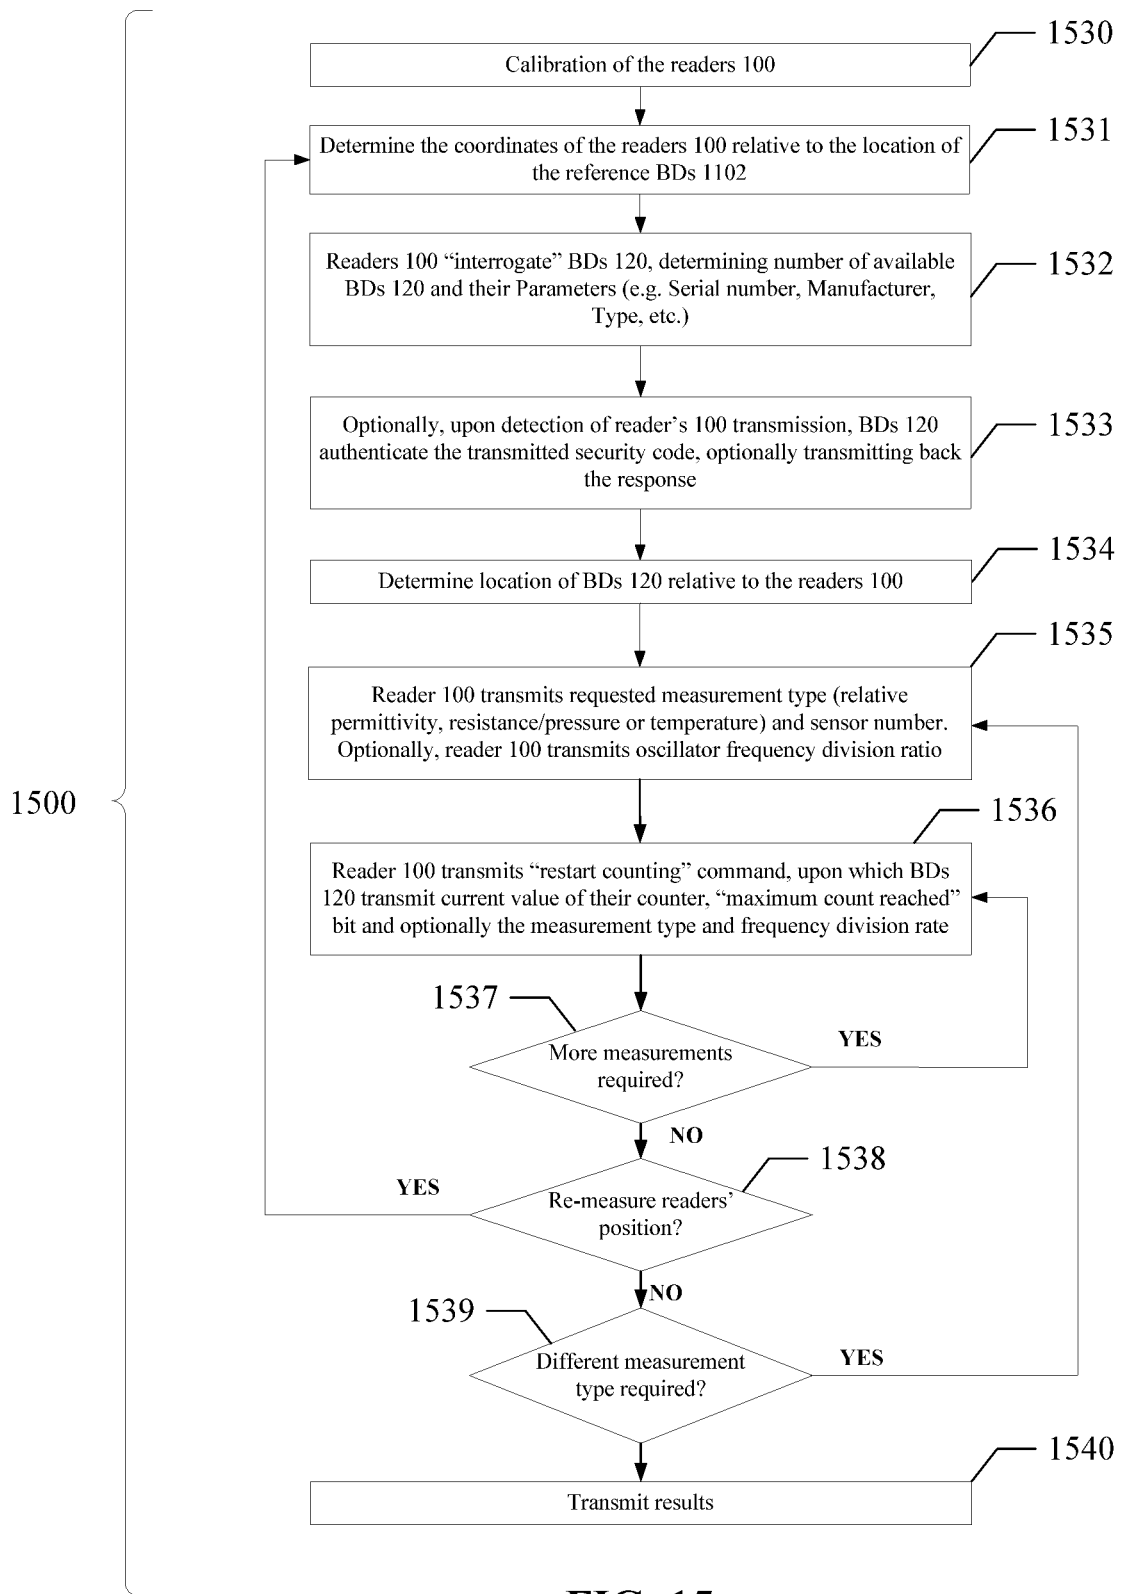 1530
Calibration of the readers 100
1531
Determine the coordinates of the readers 100 relative to the location of
the reference BDs 1102
1532
Readers 100 “interrogate” BDs 120, determining number of available
BDs 120 and their Parameters (e.g. Serial number, Manufacturer,
Type, etc.)
1533
Optionally, upon detection of reader’s 100 transmission, BDs 120
authenticate the transmitted security code, optionally transmitting back
the response
1534
Determine location of BDs 120 relative to the readers 100
1535
Reader 100 transmits requested measurement type (relative
permittivity, resistance/pressure or temperature) and sensor number.
Optionally, reader 100 transmits oscillator frequency division ratio
1500
1536
Reader 100 transmits “restart counting” command, upon which BDs
120 transmit current value of their counter, “maximum count reached”
bit and optionally the measurement type and frequency division rate
1537
More measurements
required?
YES
NO
1538
YES
Re-measure readers’
position?
NO
1539
Different measurement
type required?
YES
1540
Transmit results
FIG. 15